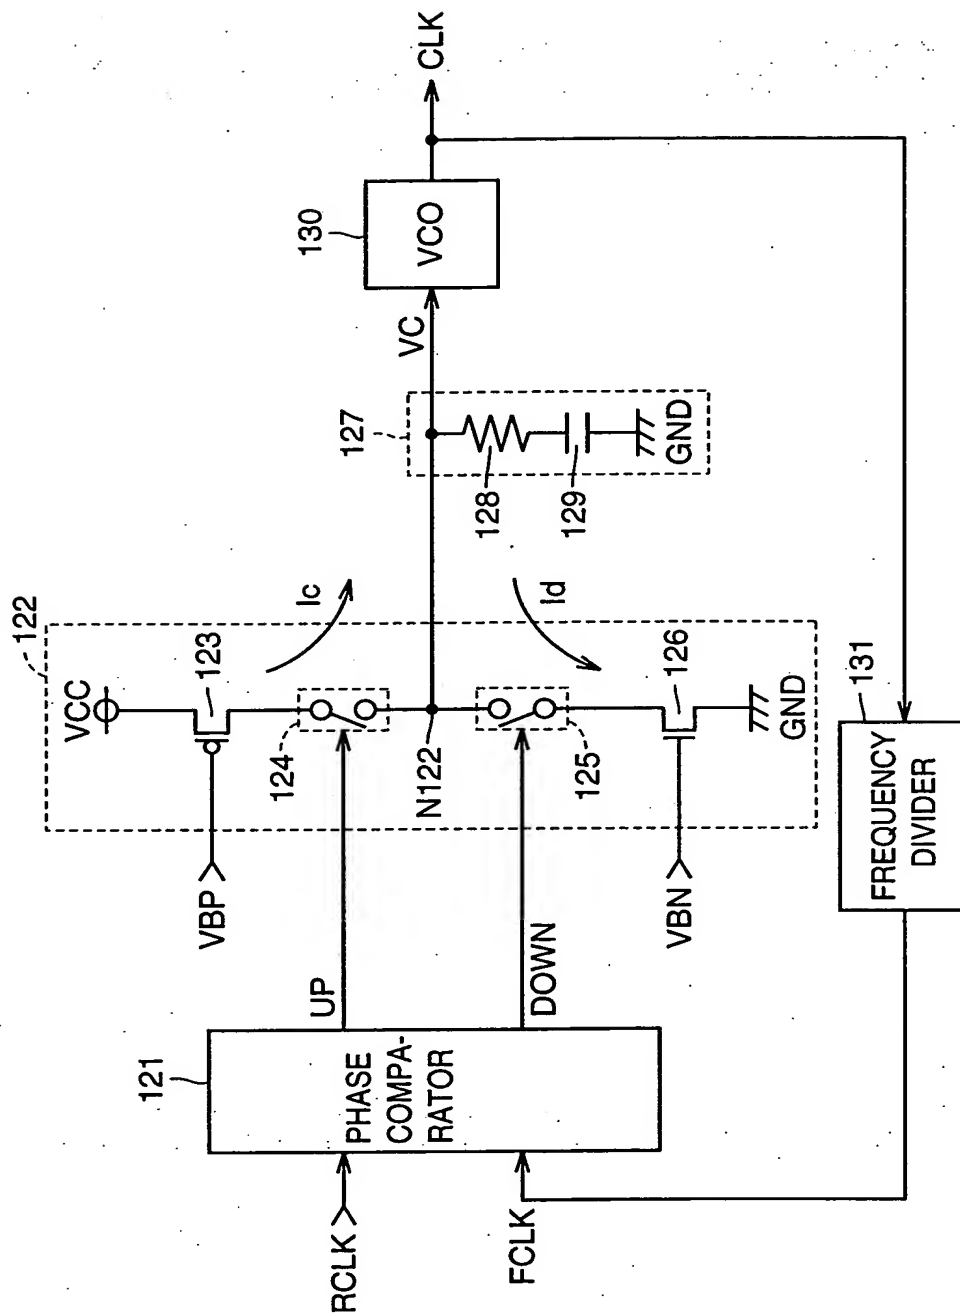 122
VCC
123
VBP
124
Ic
127
130
VCO
CLK
VC
N122
128
129
GND
125
Id
126
VBN
GND
121
PHASE
COMPA-
RATOR
UP
DOWN
RCLK
FCLK
131
FREQUENCY
DIVIDER